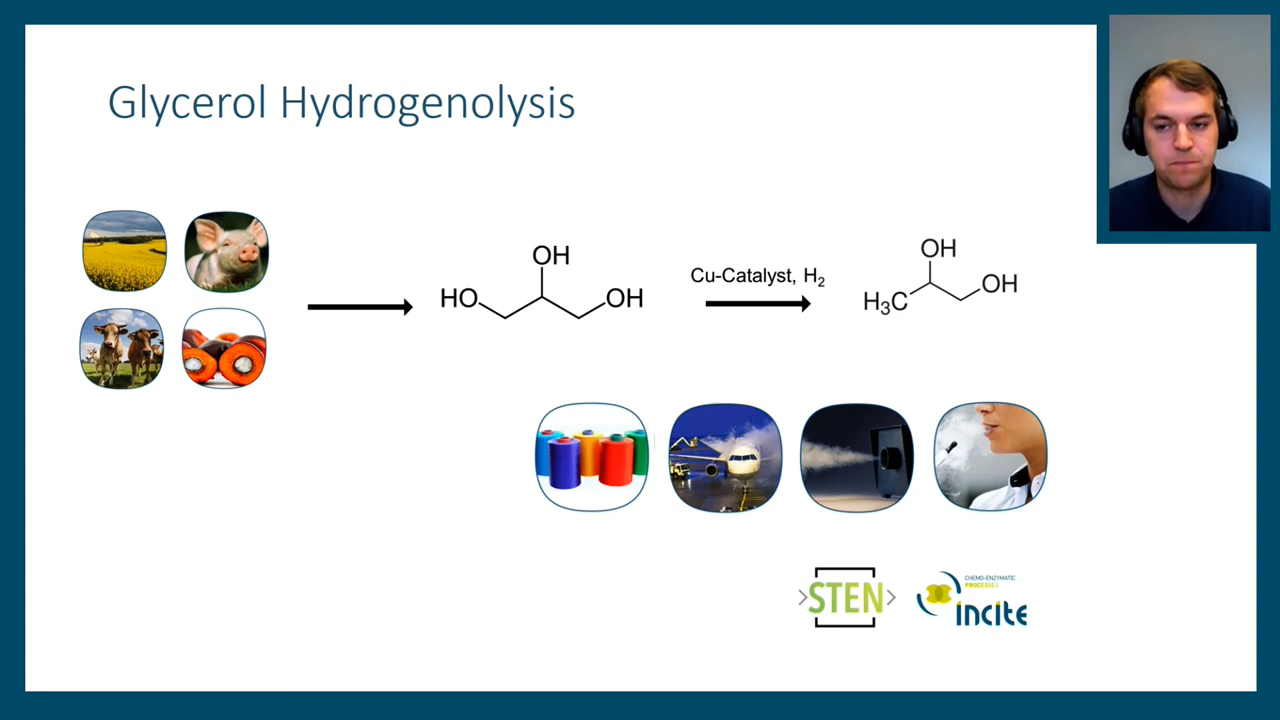 Glycerol Hydrogenolysis
OH
HO
OH
Cu-Catalyst, H₂
OH
OH
H₃C
STEN
CHEMO-ENZYMATIC
PROCESSES
incite